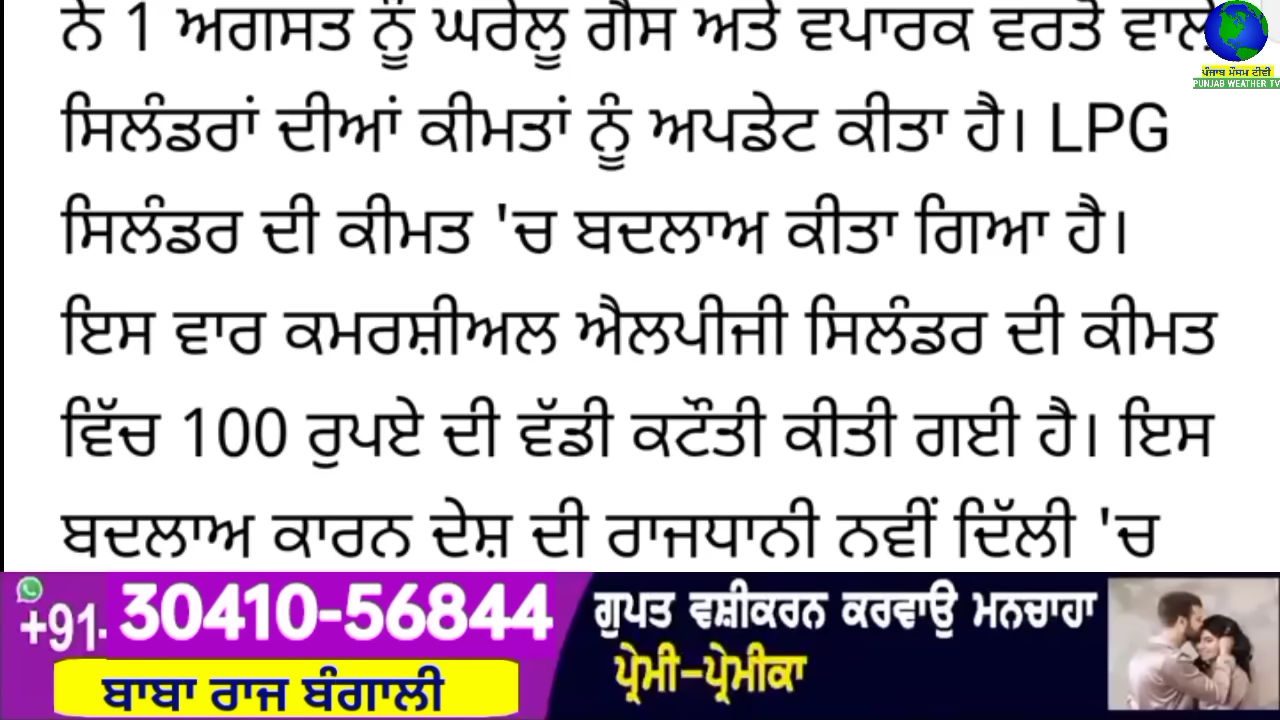 ਨੇ 1 ਅਗਸਤ ਨੂੰ ਘਰੇਲੂ ਗੈਸ ਅਤੇ ਵਪਾਰਕ ਵਰਤੋਂ ਵਾਲੇ
ਸਿਲੰਡਰਾਂ ਦੀਆਂ ਕੀਮਤਾਂ ਨੂੰ ਅਪਡੇਟ ਕੀਤਾ ਹੈ। LPG
ਸਿਲੰਡਰ ਦੀ ਕੀਮਤ 'ਚ ਬਦਲਾਅ ਕੀਤਾ ਗਿਆ ਹੈ।
ਇਸ ਵਾਰ ਕਮਰਸ਼ੀਅਲ ਐਲਪੀਜੀ ਸਿਲੰਡਰ ਦੀ ਕੀਮਤ
ਵਿੱਚ 100 ਰੁਪਏ ਦੀ ਵੱਡੀ ਕਟੌਤੀ ਕੀਤੀ ਗਈ ਹੈ। ਇਸ
ਬਦਲਾਅ ਕਾਰਨ ਦੇਸ਼ ਦੀ ਰਾਜਧਾਨੀ ਨਵੀਂ ਦਿੱਲੀ 'ਚ
ਪੰਜਾਬ ਮੌਸਮ ਟੀਵੀ
PUNJAB WEATHER TV
+91- 30410-56844
ਬਾਬਾ ਰਾਜ ਬੰਗਾਲੀ
ਗੁਪਤ ਵਸ਼ੀਕਰਨ ਕਰਵਾਉ ਮਨਚਾਹਾ
ਪ੍ਰੇਮੀ-ਪ੍ਰੇਮੀਕਾ